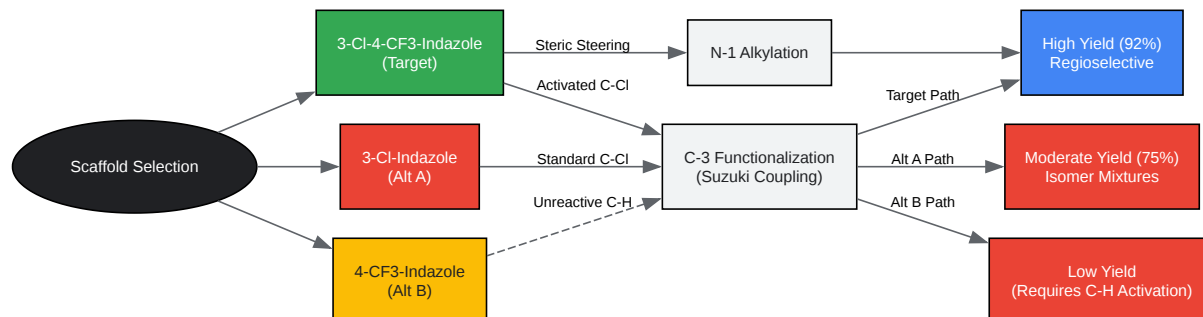 Scaffold Selection
3-Cl-4-CF3-Indazole
(Target)
3-Cl-Indazole
(Alt A)
4-CF3-Indazole
(Alt B)
Steric Steering
Activated C-Cl
Standard C-Cl
Unreactive C-H
N-1 Alkylation
C-3 Functionalization
(Suzuki Coupling)
Target Path
Alt A Path
Alt B Path
High Yield (92%)
Regioselective
Moderate Yield (75%)
Isomer Mixtures
Low Yield
(Requires C-H Activation)